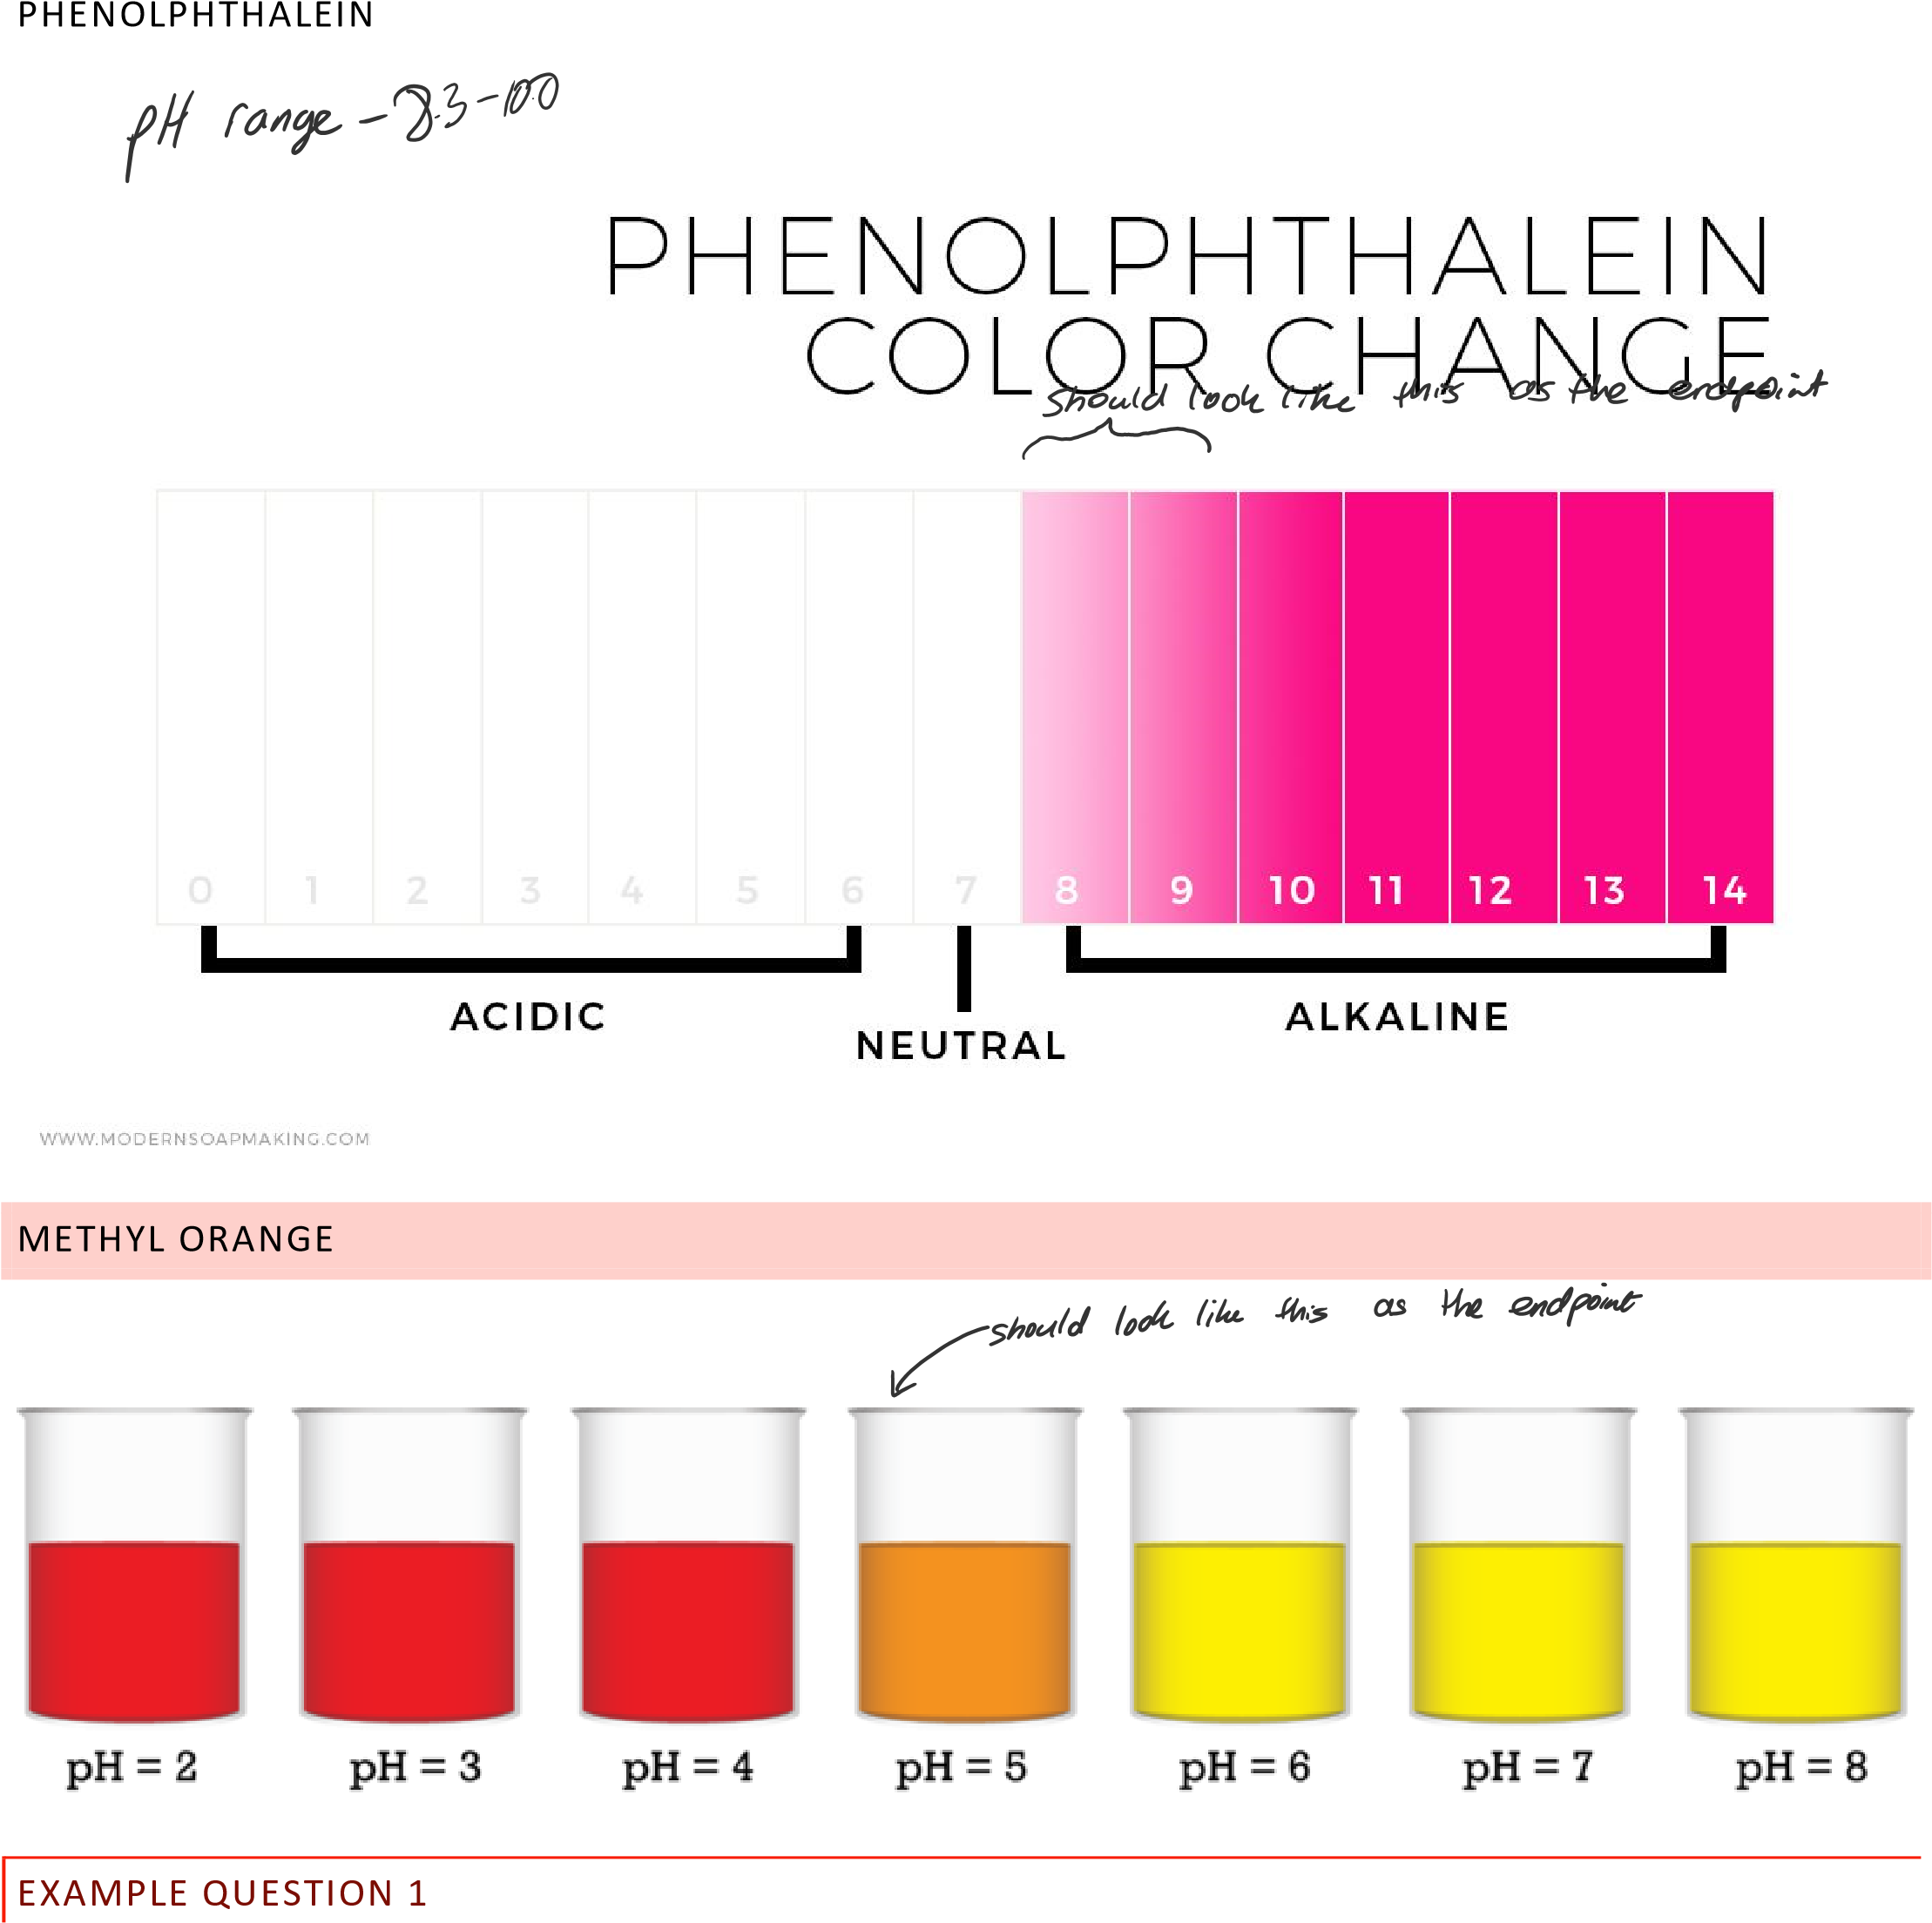 PHENOLPHTHALEIN
pH range - 8.3-10.0
PHENOLPHTHALEIN
COLOR CHANGE
should look like this as the endpoint
0 1 2 3 4 5 6 7 8 9 10 11 12 13 14
ACIDIC
NEUTRAL
ALKALINE
WWW.MODERNSOAPMAKING.COM
METHYL ORANGE
should look like this as the endpoint
pH = 2 pH = 3 pH = 4 pH = 5 pH = 6 pH = 7 pH = 8
EXAMPLE QUESTION 1